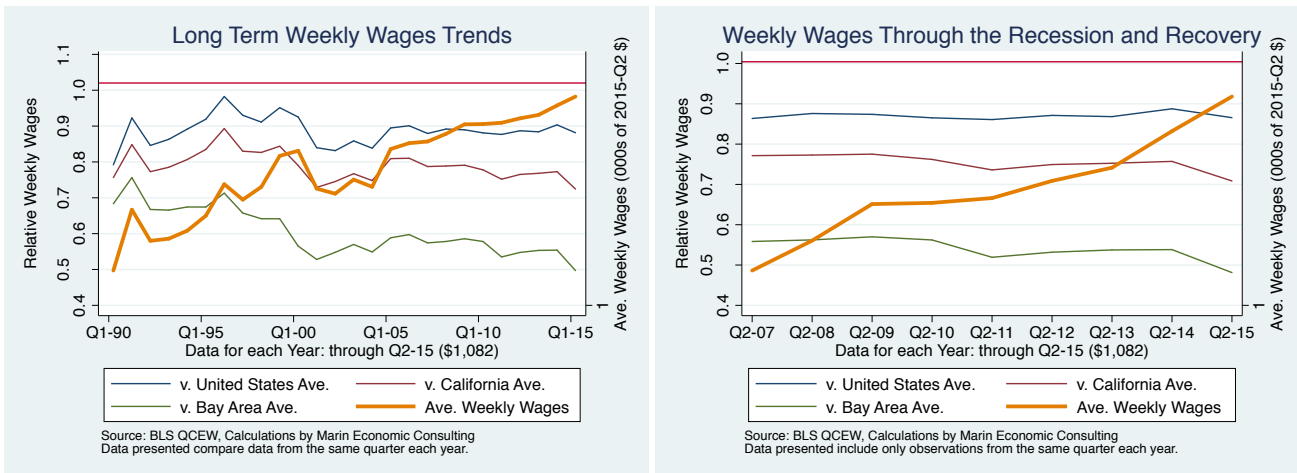 Long Term Weekly Wages Trends
Relative Weekly Wages
1.1
1.0
0.9
0.8
0.7
0.6
0.5
0.4
Ave. Weekly Wages (000s of 2015-Q2 $)
1
Q1-90 Q1-95 Q1-00 Q1-05 Q1-10 Q1-15
Data for each Year: through Q2-15 ($1,082)
v. United States Ave. v. California Ave.
v. Bay Area Ave. Ave. Weekly Wages
Source: BLS QCEW, Calculations by Marin Economic Consulting
Data presented compare data from the same quarter each year.
Weekly Wages Through the Recession and Recovery
Relative Weekly Wages
1.0
0.9
0.8
0.7
0.6
0.5
0.4
Ave. Weekly Wages (000s of 2015-Q2 $)
1
Q2-07 Q2-08 Q2-09 Q2-10 Q2-11 Q2-12 Q2-13 Q2-14 Q2-15
Data for each Year: through Q2-15 ($1,082)
v. United States Ave. v. California Ave.
v. Bay Area Ave. Ave. Weekly Wages
Source: BLS QCEW, Calculations by Marin Economic Consulting
Data presented include only observations from the same quarter each year.